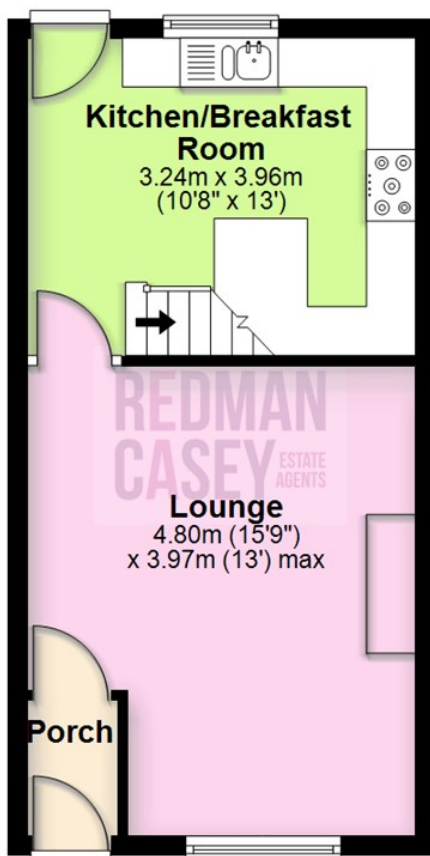 Kitchen/Breakfast
Room
3.24m x 3.96m
(10'8" x 13')
REDMAN
CASEY ESTATE
AGENTS
Lounge
4.80m (15'9")
x 3.97m (13') max
Porch